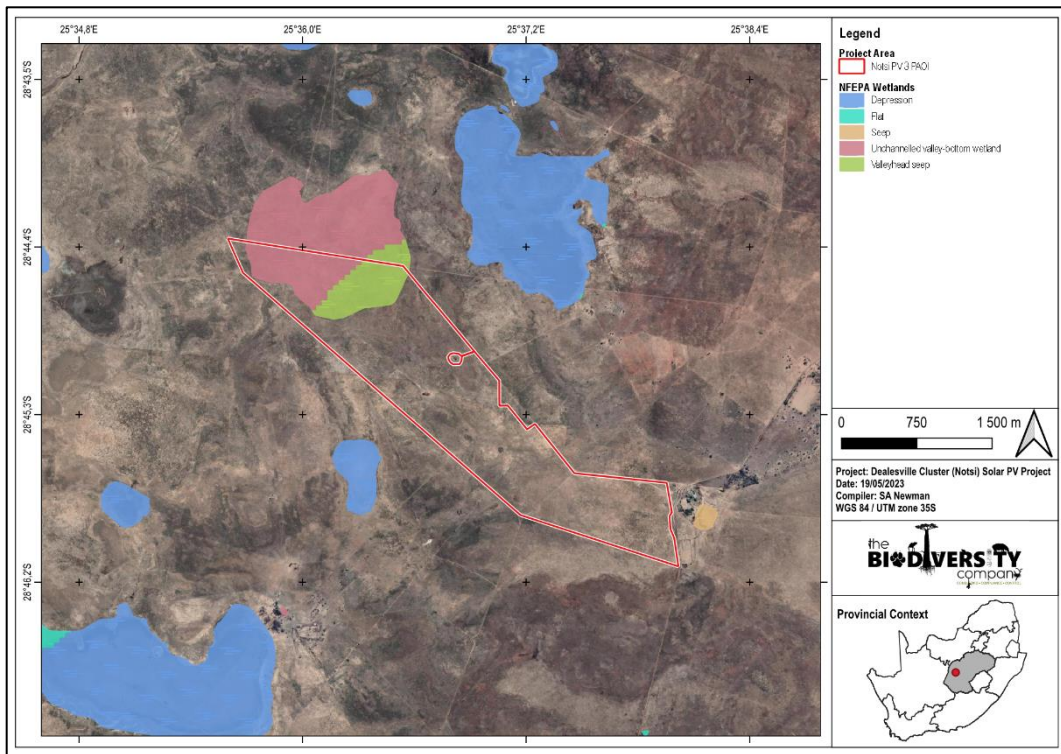 25°34,8'E
25°36,0'E
25°37,2'E
25°38,4'E
28°43,5'S
28°44,4'S
28°45,3'S
28°46,2'S
Legend
Project Area
Notsi PV3 PAOI
NFEPA Wetlands
Depression
Flat
Seep
Unchannelled valley-bottom wetland
Valleyhead seep
0 750 1 500 m
Project: Dealesville Cluster (Notsi) Solar PV Project
Date: 19/05/2023
Compiler: SA Newman
WGS 84 / UTM zone 35S
the
BIODIVERSITY
company
Provincial Context